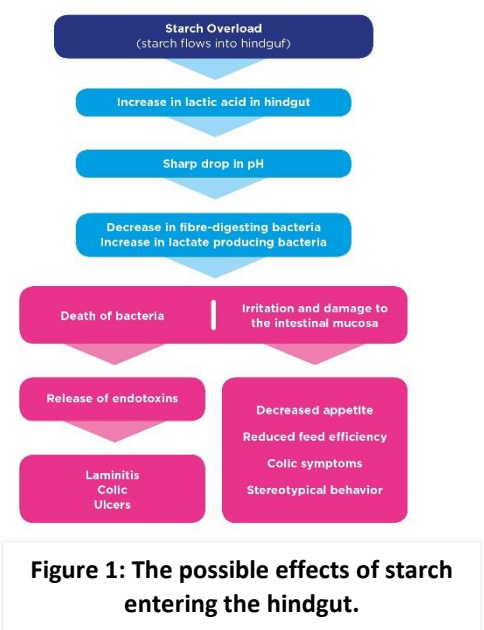 Starch Overload
(starch flows into hindguf)
Increase in lactic acid in hindgut
Sharp drop in pH
Decrease in fibre-digesting bacteria
Increase in lactate producing bacteria
Death of bacteria
Irritation and damage to
the intestinal mucosa
Release of endotoxins
Laminitis
Colic
Ulcers
Decreased appetite
Reduced feed efficiency
Colic symptoms
Stereotypical behavior
Figure 1: The possible effects of starch
entering the hindgut.